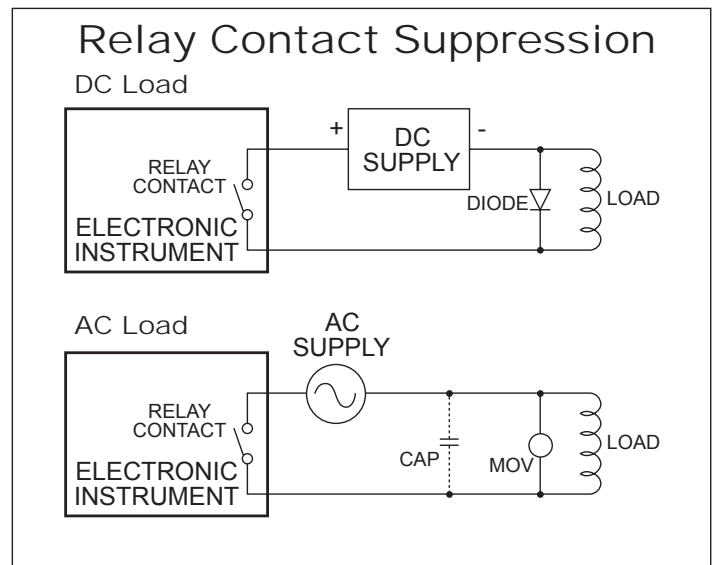 Relay Contact Suppression
DC Load
+
DC
SUPPLY
-
RELAY
CONTACT
DIODE
LOAD
ELECTRONIC
INSTRUMENT
AC Load
AC
SUPPLY
RELAY
CONTACT
CAP
MOV
LOAD
ELECTRONIC
INSTRUMENT